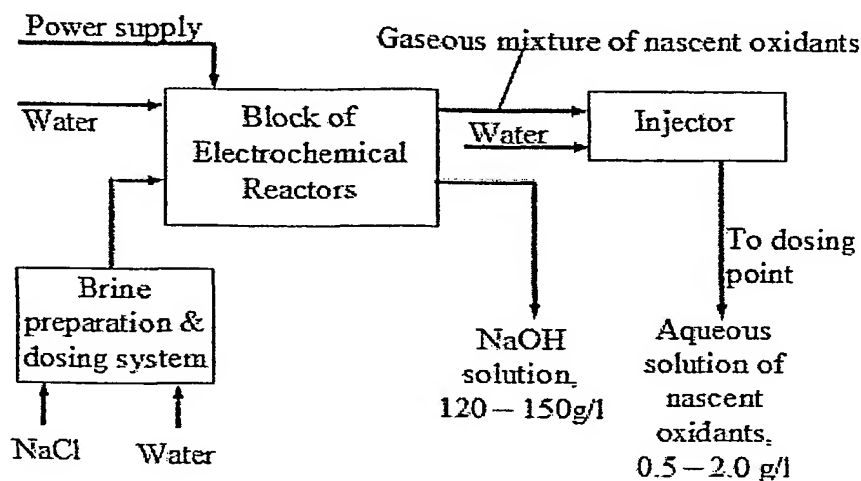 Power supply
Gaseous mixture of nascent oxidants
Water
Block of
Electrochemical
Reactors
Water
Injector
To dosing
point
Brine
preparation &
dosing system
NaCl
Water
NaOH
solution,
120 – 150g/l
Aqueous
solution of
nascent
oxidants,
0.5 – 2.0 g/l